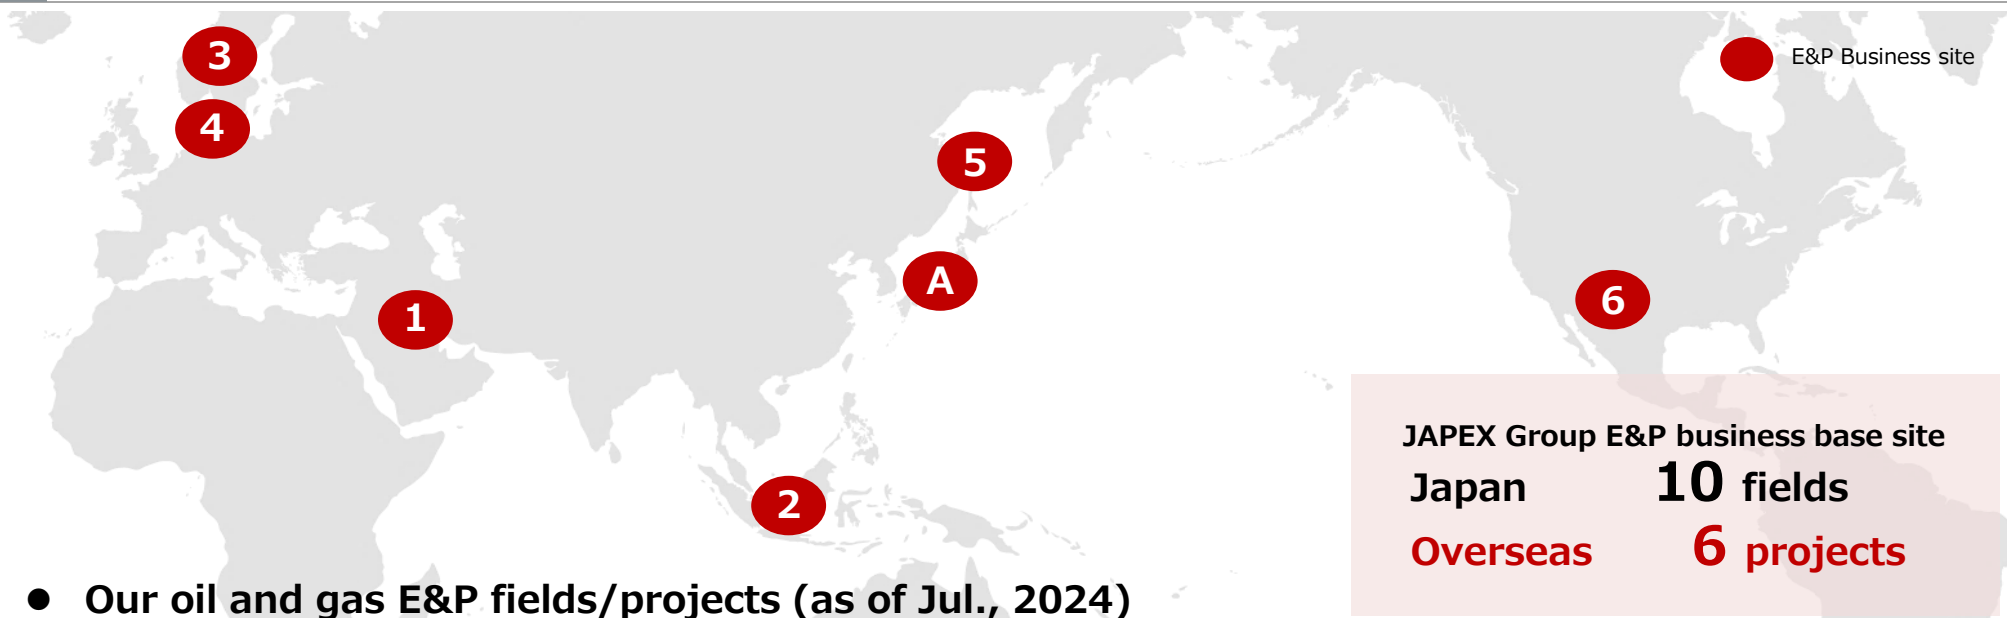 3
E&P Business site
4
5
A
6
1
JAPEX Group E&P business base site
Japan 10 fields
2
Overseas 6 projects
● Our oil and gas E&P fields/projects (as of Jul., 2024)